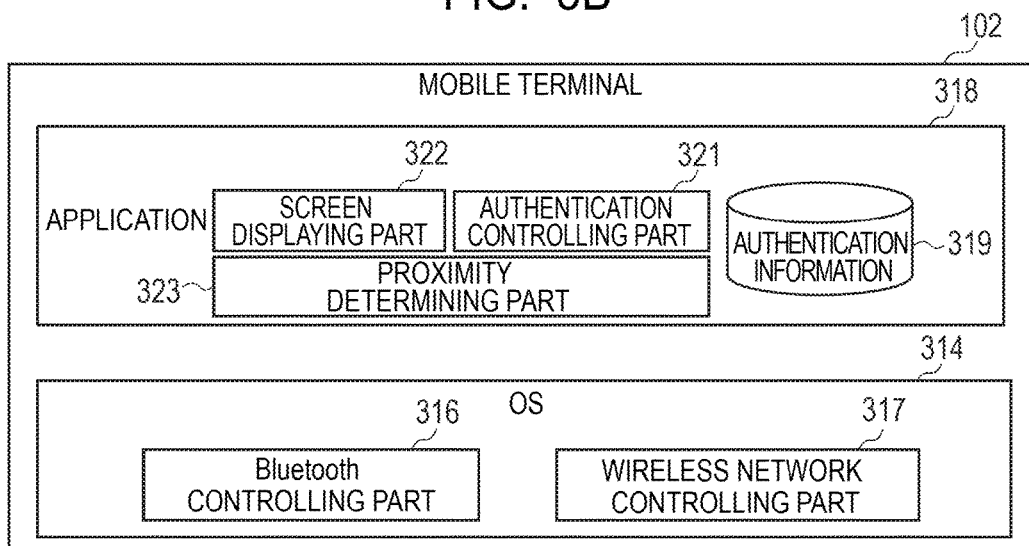 FIG.
102
MOBILE TERMINAL
318
322
321
APPLICATION
SCREEN
DISPLAYING PART
AUTHENTICATION
CONTROLLING PART
AUTHENTICATION
INFORMATION
319
323
PROXIMITY
DETERMINING PART
314
OS
316
317
Bluetooth
CONTROLLING PART
WIRELESS NETWORK
CONTROLLING PART